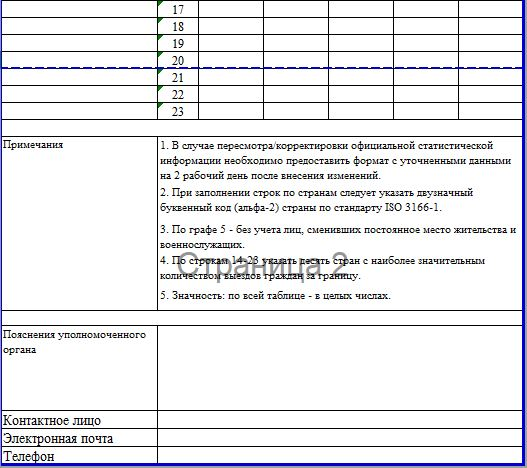 17
18
19
20
21
22
23
Примечания
1. В случае пересмотра/корректировки официальной статистической
информации необходимо предоставить формат с уточненными данными
на 2 рабочий день после внесения изменений.
2. При заполнении строк по странам следует указать двузначный
буквенный код (альфа-2) страны по стандарту ISO 3166-1.
3. По графе 5 - без учета лиц, сменивших постоянное место жительства и
военнослужащих.
4. По строкам 14-23 указать десять стран с наиболее значительным
количеством выездов граждан за границу.
Страница 2
5. Значность: по всей таблице - в целых числах.
Пояснения уполномоченного
органа
Контактное лицо
Электронная почта
Телефон